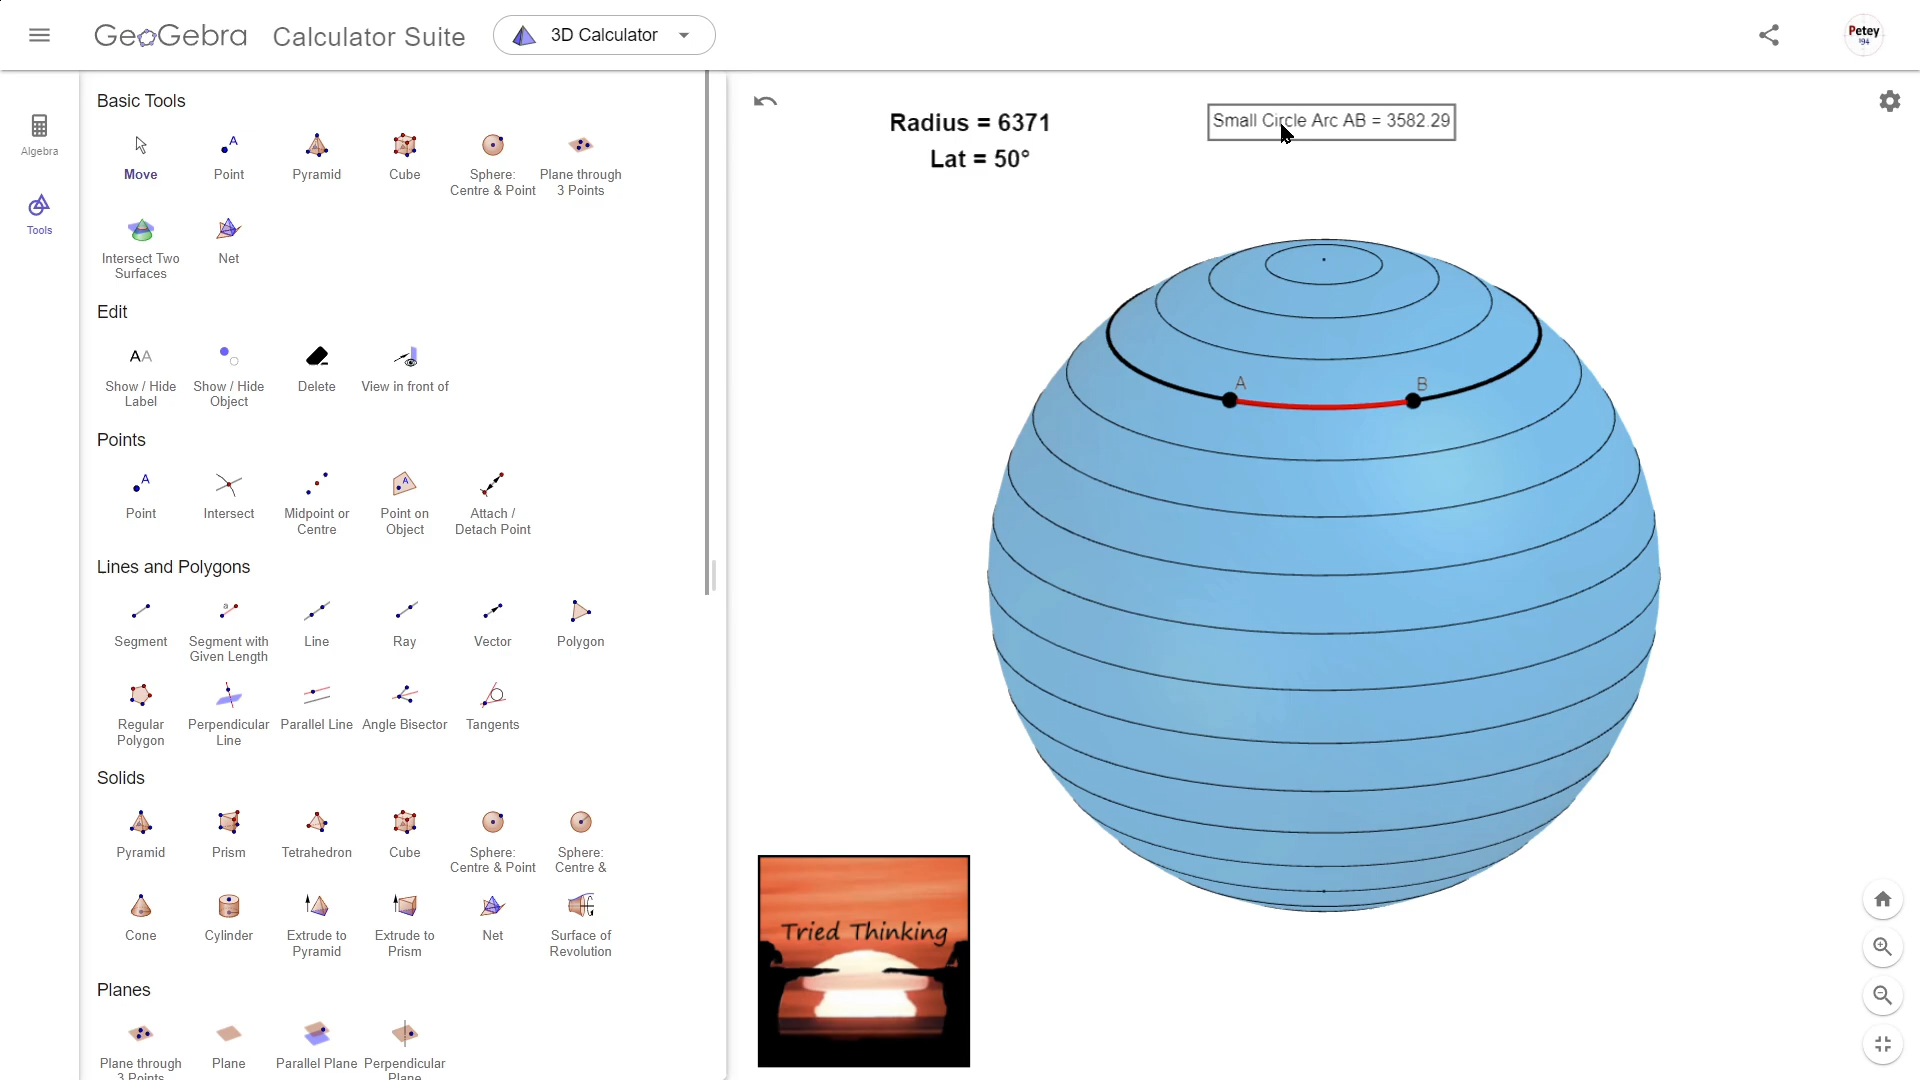 GeoGebra
Calculator Suite
3D Calculator
Petey
'94
Algebra
Tools
Basic Tools
Move
Point
Pyramid
Cube
Sphere:
Centre & Point
Plane through
3 Points
Intersect Two
Surfaces
Net
Edit
AA
Show / Hide
Label
Show / Hide
Object
Delete
View in front of
Points
A
Point
Intersect
Midpoint or
Centre
Point on
Object
Attach /
Detach Point
Lines and Polygons
Segment
Segment with
Given Length
Line
Ray
Vector
Polygon
Regular
Polygon
Perpendicular
Line
Parallel Line
Angle Bisector
Tangents
Solids
Pyramid
Prism
Tetrahedron
Cube
Sphere:
Centre & Point
Sphere:
Centre &
Cone
Cylinder
Extrude to
Pyramid
Extrude to
Prism
Net
Surface of
Revolution
Planes
Plane through
3 Points
Plane
Parallel Plane
Perpendicular
Plane
Radius = 6371
Lat = 50°
Small Circle Arc AB = 3582.29
A
B
Tried Thinking